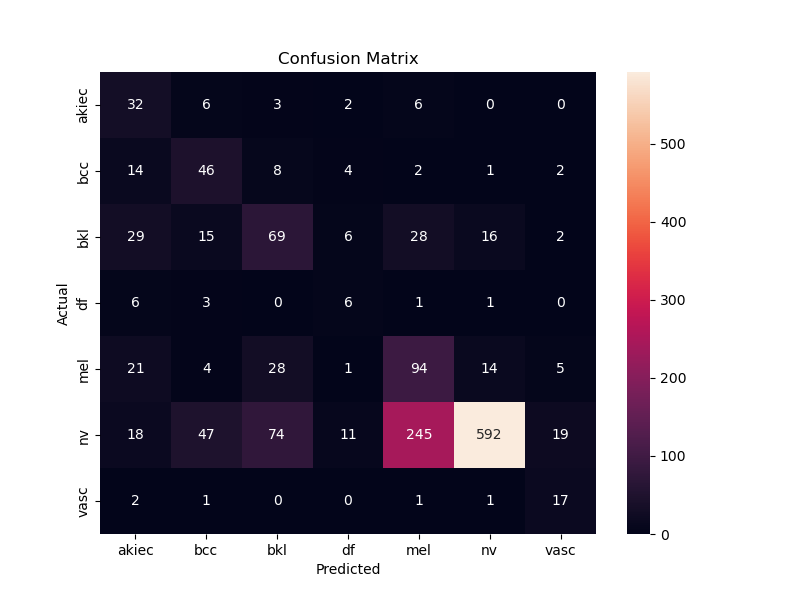 Confusion Matrix
akiec 32 6 3 2 6 0 0
bcc 14 46 8 4 2 1 2
bkl 29 15 69 6 28 16 2
df 6 3 0 6 1 1 0
mel 21 4 28 1 94 14 5
nv 18 47 74 11 245 592 19
vasc 2 1 0 0 1 1 17
akiec bcc bkl df mel nv vasc
Predicted
Actual
500
400
300
200
100
0